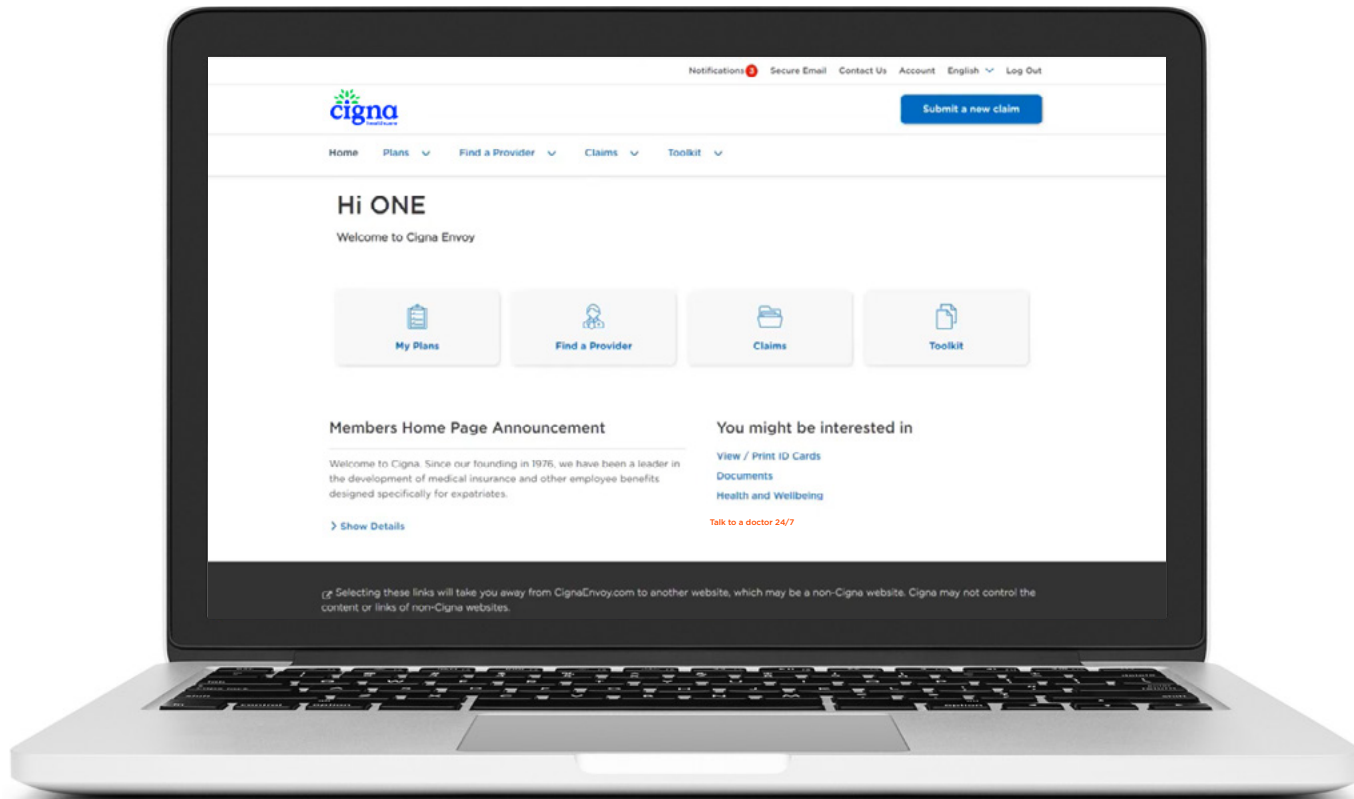 Notifications 3 Secure Email Contact Us Account English Log Out
cigna
healthcare
Submit a new claim
Home Plans Find a Provider Claims Toolkit
Hi ONE
Welcome to Cigna Envoy
My Plans Find a Provider Claims Toolkit
Members Home Page Announcement
Welcome to Cigna. Since our founding in 1976, we have been a leader in
the development of medical insurance and other employee benefits
designed specifically for expatriates.
Show Details
You might be interested in
View / Print ID Cards
Documents
Health and Wellbeing
Talk to a doctor 24/7
Selecting these links will take you away from CignaEnvoy.com to another website, which may be a non-Cigna website. Cigna may not control the
content or links of non-Cigna websites.
control option
option